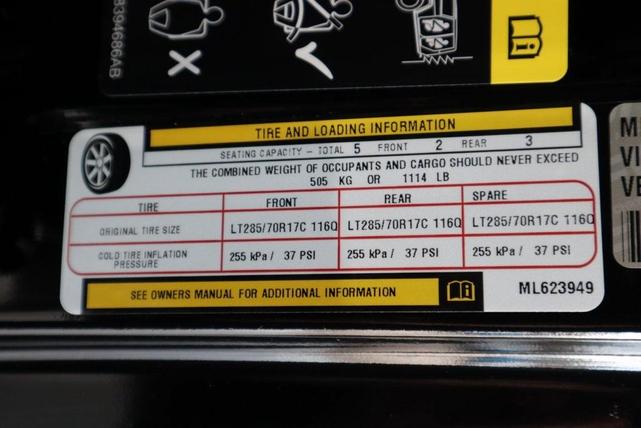 B394686AB
TIRE AND LOADING INFORMATION
SEATING CAPACITY – TOTAL 5 FRONT 2 REAR 3
THE COMBINED WEIGHT OF OCCUPANTS AND CARGO SHOULD NEVER EXCEED
505 KG OR 1114 LB
TIRE FRONT REAR SPARE
ORIGINAL TIRE SIZE LT285/70R17C 116Q LT285/70R17C 116Q LT285/70R17C 116Q
COLD TIRE INFLATION PRESSURE 255 kPa / 37 PSI 255 kPa / 37 PSI 255 kPa / 37 PSI
SEE OWNERS MANUAL FOR ADDITIONAL INFORMATION
ML623949